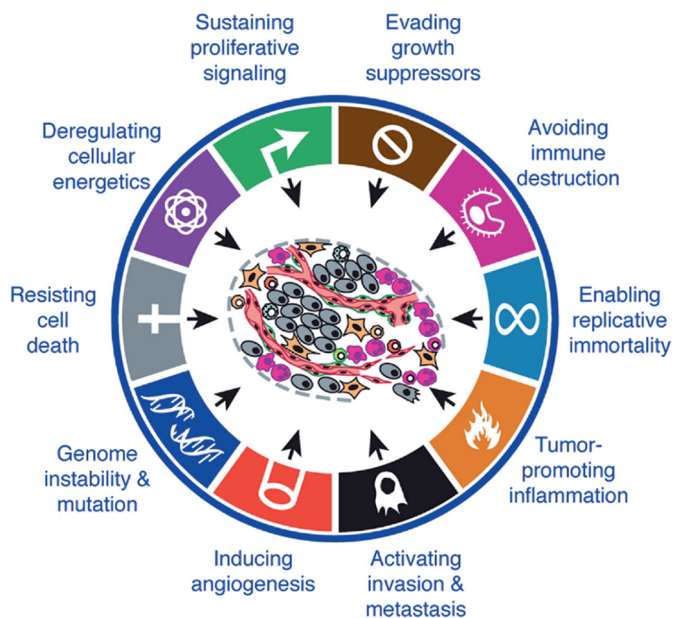 Sustaining
proliferative
signaling
Evading
growth
suppressors
Deregulating
cellular
energetics
Avoiding
immune
destruction
Resisting
cell
death
Enabling
replicative
immortality
Genome
instability &
mutation
Tumor-
promoting
inflammation
Inducing
angiogenesis
Activating
invasion &
metastasis